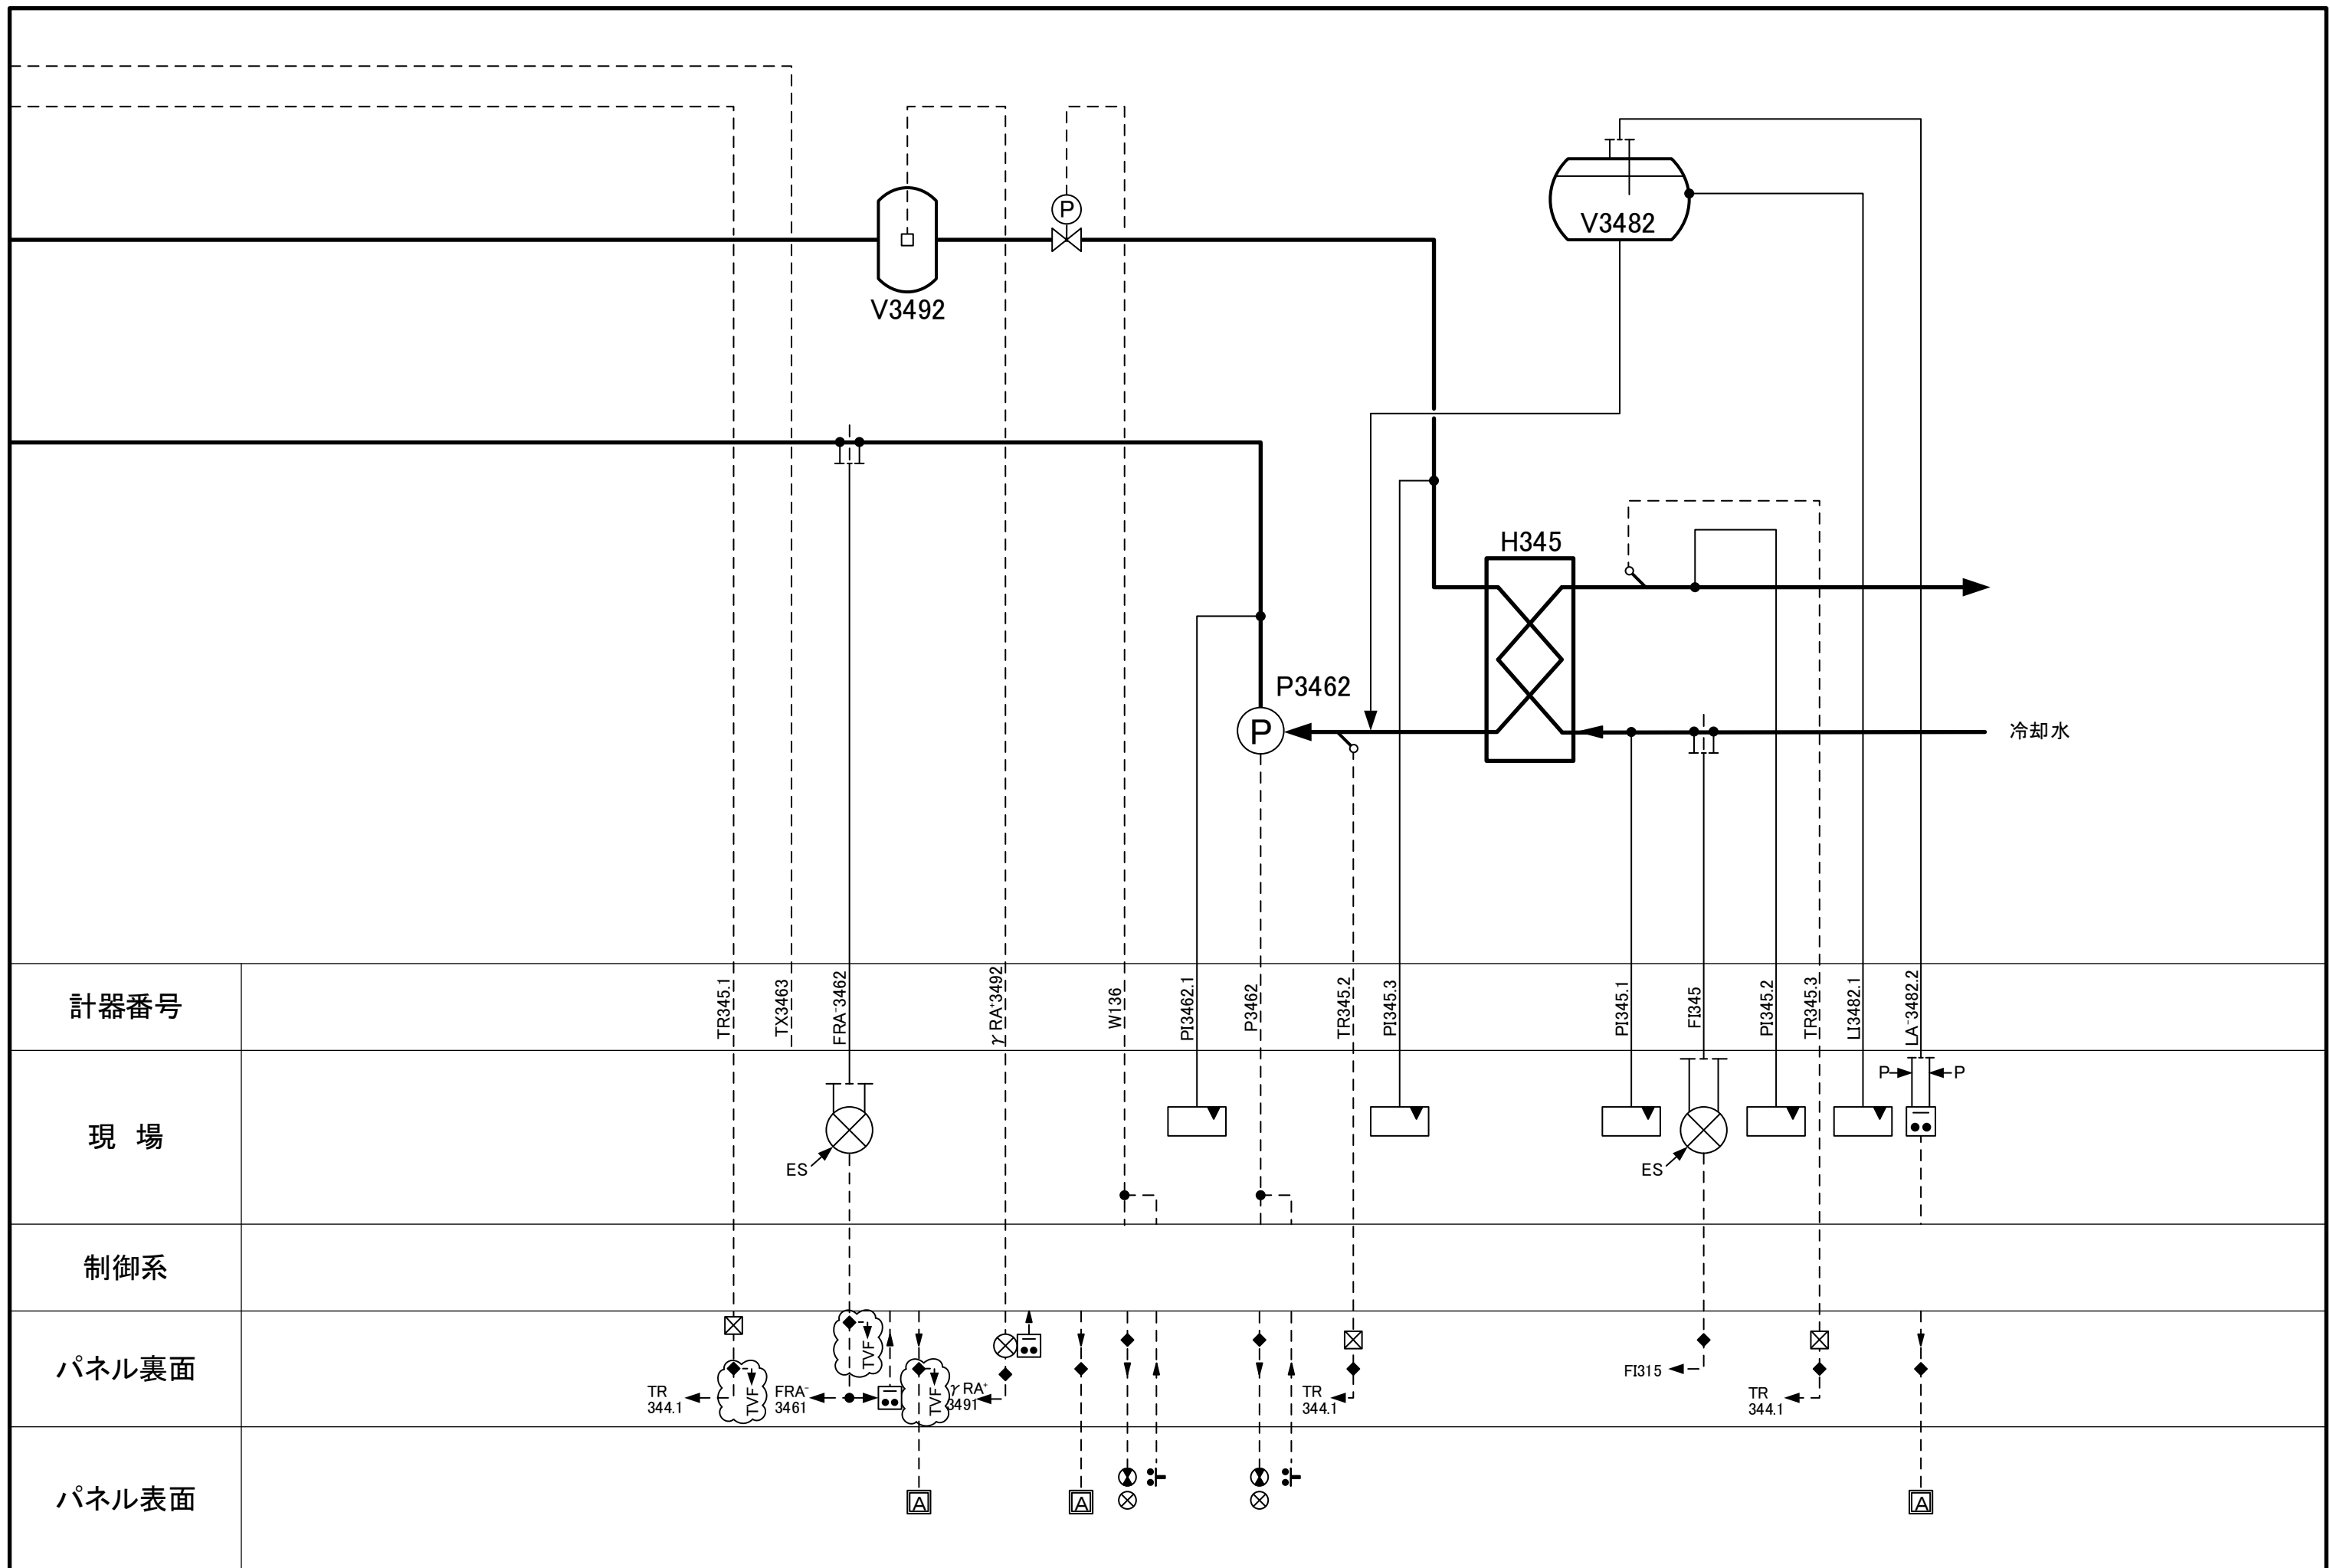 P
V3482
V3492
H345
P3462
P
冷却水
計器番号
TR345.1
TX3463
FRA⁻3462
γRA⁺3492
W136
PI3462.1
P3462
TR345.2
PI345.3
PI345.1
FI345
PI345.2
TR345.3
LI3482.1
LA⁻3482.2
現 場
P
P
ES
ES
制御系
パネル裏面
TR
344.1
TVF
FRA⁻
3461
TVF
TVF
γRA⁺
3491
TR
344.1
FI315
TR
344.1
パネル表面
A
A
A